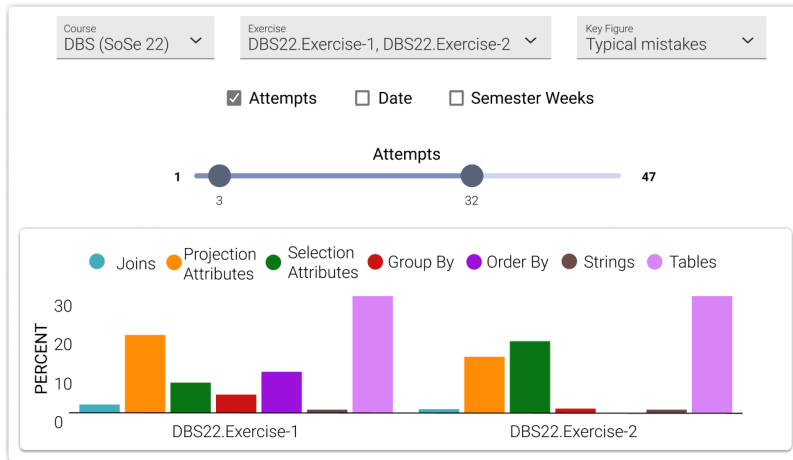 Course
DBS (SoSe 22)
Exercise
DBS22.Exercise-1, DBS22.Exercise-2
Key Figure
Typical mistakes
Attempts
Date
Semester Weeks
Attempts
1
47
3
32
Joins
Projection
Attributes
Selection
Attributes
Group By
Order By
Strings
Tables
PERCENT
30
20
10
0
DBS22.Exercise-1
DBS22.Exercise-2